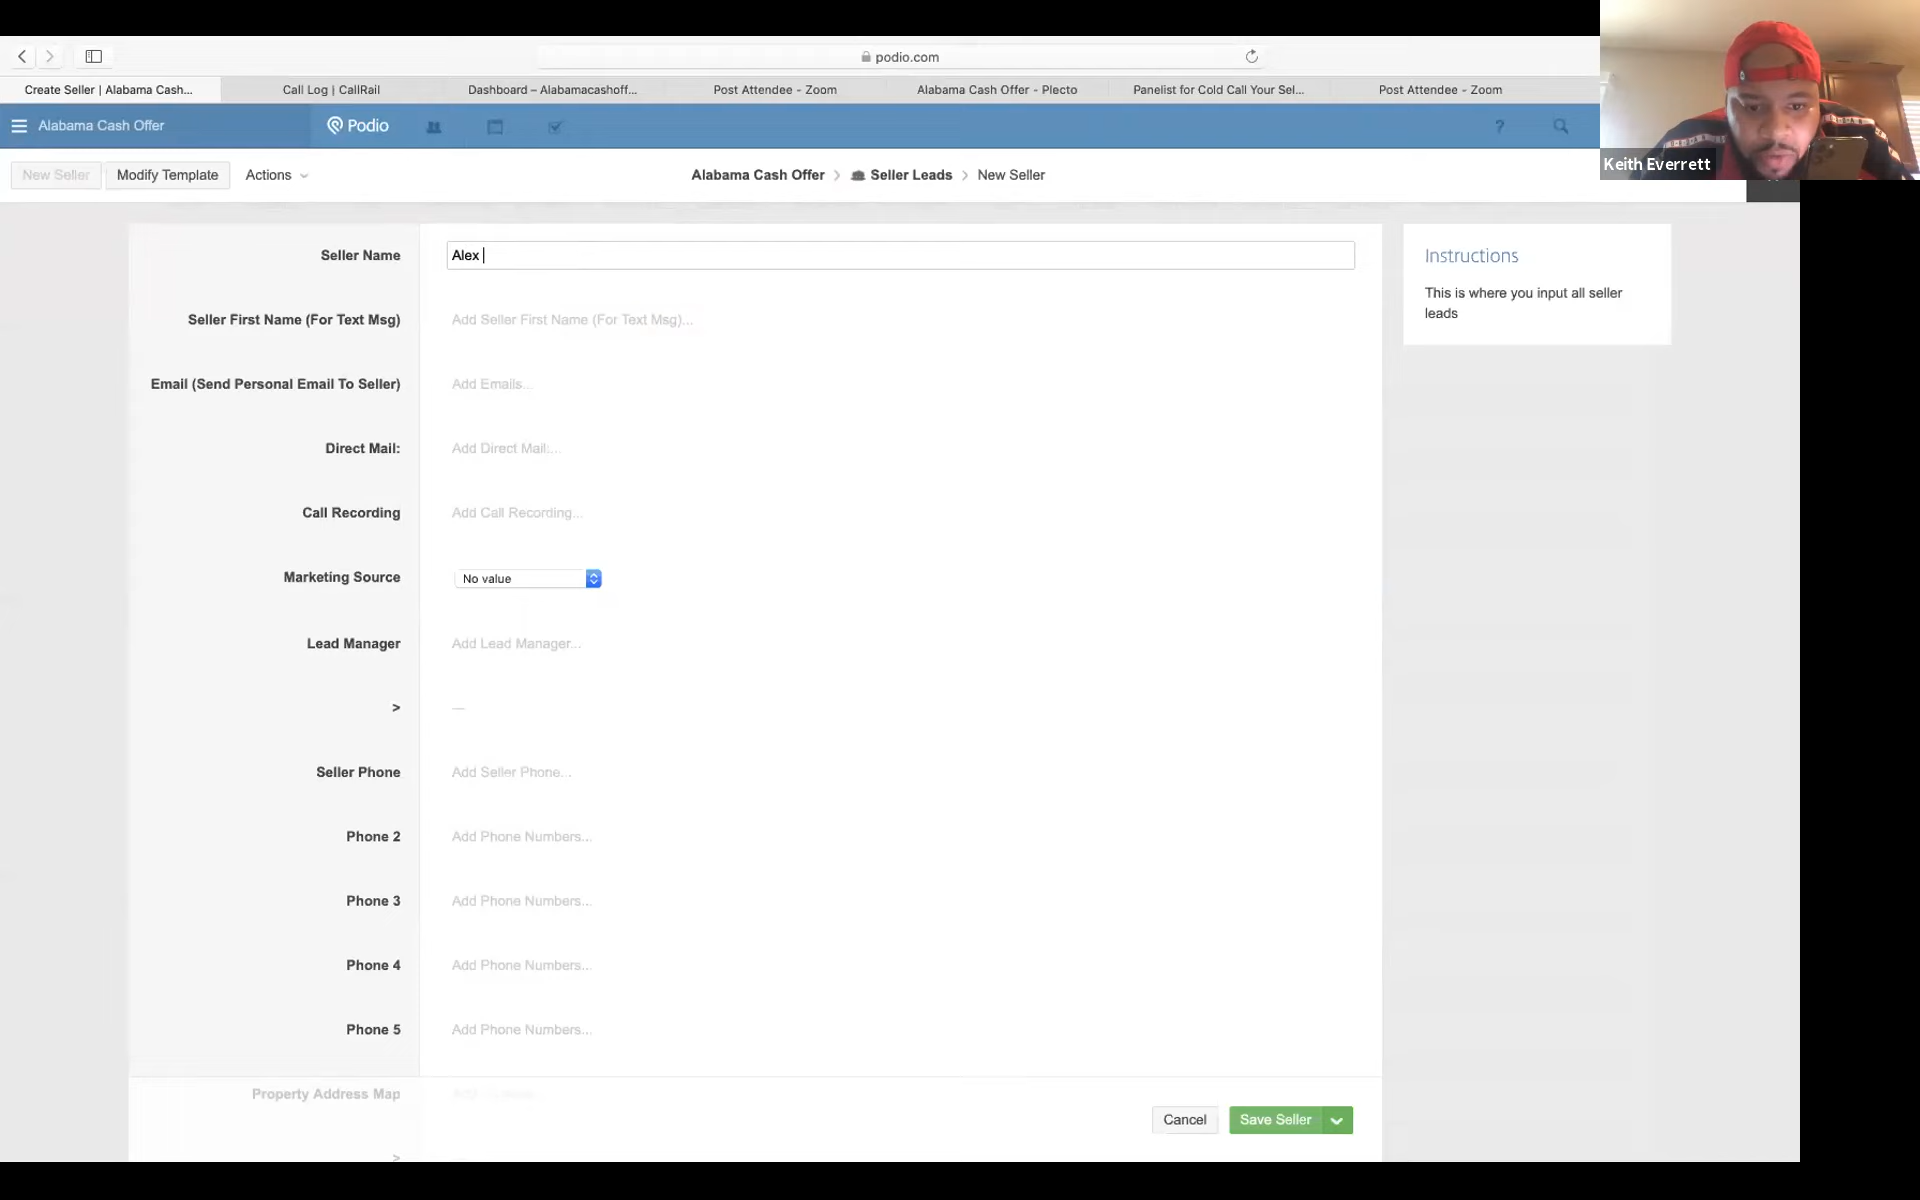 podio.com
Create Seller | Alabama Cash...
Call Log | CallRail
Dashboard – Alabamacashoff...
Post Attendee - Zoom
Alabama Cash Offer - Plecto
Panelist for Cold Call Your Sel...
Post Attendee - Zoom
Alabama Cash Offer
Podio
?
Keith Everrett
New Seller
Modify Template
Actions
Alabama Cash Offer > Seller Leads > New Seller
Seller Name
Alex
Instructions
This is where you input all seller
leads
Seller First Name (For Text Msg)
Add Seller First Name (For Text Msg)...
Email (Send Personal Email To Seller)
Add Emails...
Direct Mail:
Add Direct Mail:...
Call Recording
Add Call Recording...
Marketing Source
No value
Lead Manager
Add Lead Manager...
>
—
Seller Phone
Add Seller Phone...
Phone 2
Add Phone Numbers...
Phone 3
Add Phone Numbers...
Phone 4
Add Phone Numbers...
Phone 5
Add Phone Numbers...
Property Address Map
Cancel
Save Seller
>